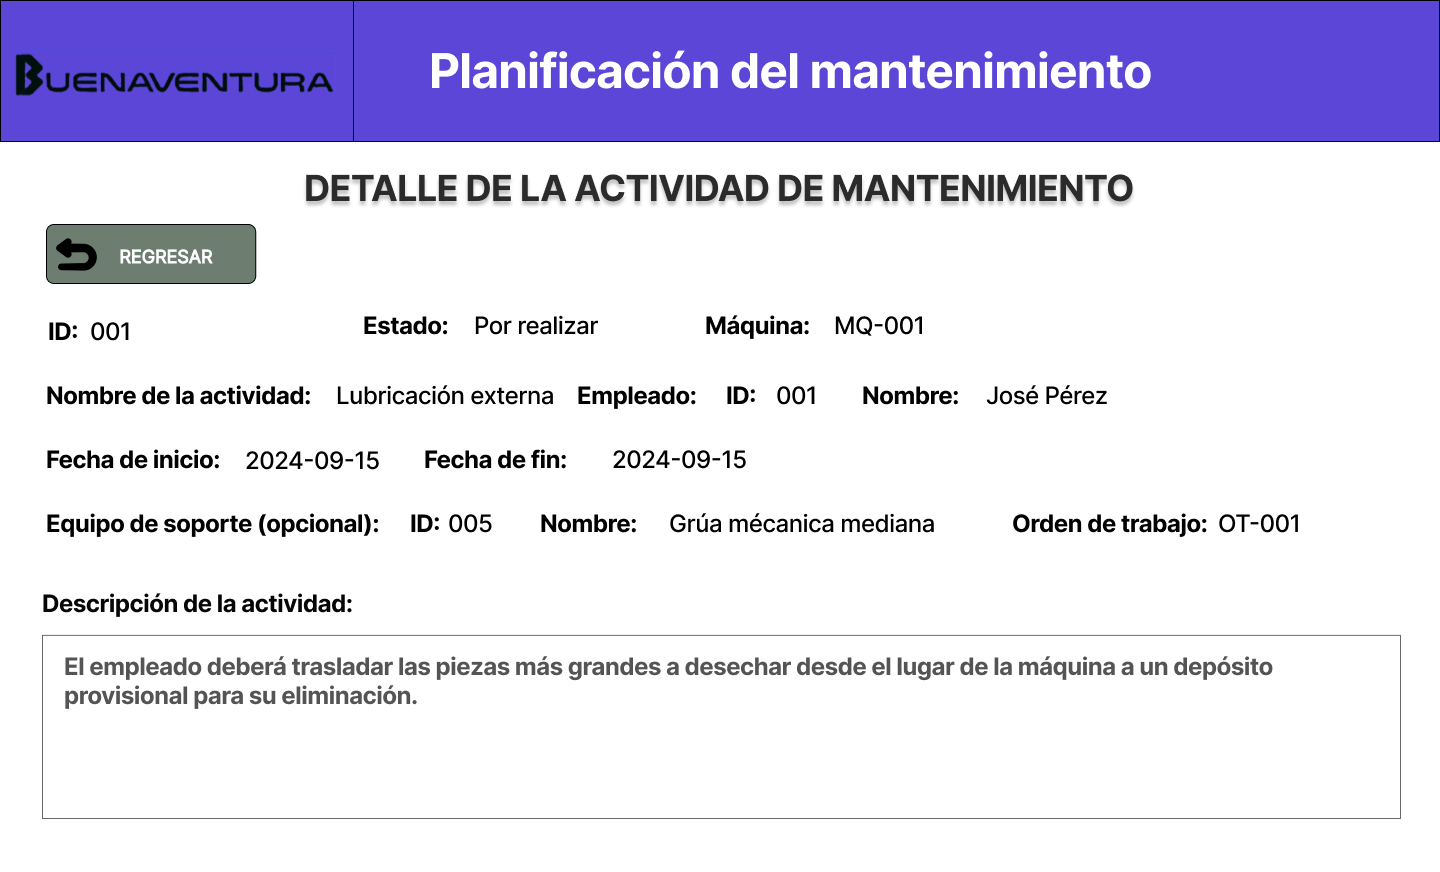 BUENAVENTURA
Planificación del mantenimiento
DETALLE DE LA ACTIVIDAD DE MANTENIMIENTO
REGRESAR
ID: 001 Estado: Por realizar Máquina: MQ-001
Nombre de la actividad: Lubricación externa Empleado: ID: 001 Nombre: José Pérez
Fecha de inicio: 2024-09-15 Fecha de fin: 2024-09-15
Equipo de soporte (opcional): ID: 005 Nombre: Grúa mécanica mediana Orden de trabajo: OT-001
Descripción de la actividad:
El empleado deberá trasladar las piezas más grandes a desechar desde el lugar de la máquina a un depósito
provisional para su eliminación.